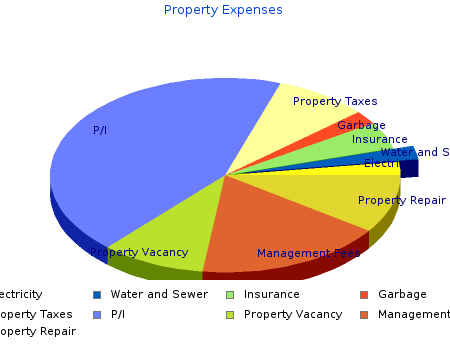 Property Expenses
Property Taxes
P/I
Garbage
Insurance
Water and S
Electri
Property Repair
Property Vacancy
Management Fees
ectricity Water and Sewer Insurance Garbage
operty Taxes P/I Property Vacancy Management
operty Repair